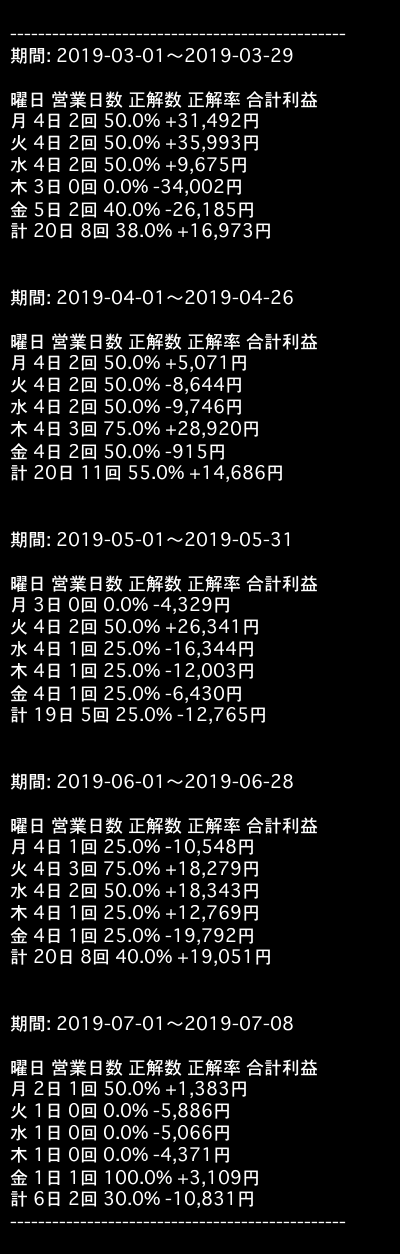 ------------------------------------------------
期間: 2019-03-01〜2019-03-29
曜日 営業日数 正解数 正解率 合計利益
月 4日 2回 50.0% +31,492円
火 4日 2回 50.0% +35,993円
水 4日 2回 50.0% +9,675円
木 3日 0回 0.0% -34,002円
金 5日 2回 40.0% -26,185円
計 20日 8回 38.0% +16,973円
期間: 2019-04-01〜2019-04-26
曜日 営業日数 正解数 正解率 合計利益
月 4日 2回 50.0% +5,071円
火 4日 2回 50.0% -8,644円
水 4日 2回 50.0% -9,746円
木 4日 3回 75.0% +28,920円
金 4日 2回 50.0% -915円
計 20日 11回 55.0% +14,686円
期間: 2019-05-01〜2019-05-31
曜日 営業日数 正解数 正解率 合計利益
月 3日 0回 0.0% -4,329円
火 4日 2回 50.0% +26,341円
水 4日 1回 25.0% -16,344円
木 4日 1回 25.0% -12,003円
金 4日 1回 25.0% -6,430円
計 19日 5回 25.0% -12,765円
期間: 2019-06-01〜2019-06-28
曜日 営業日数 正解数 正解率 合計利益
月 4日 1回 25.0% -10,548円
火 4日 3回 75.0% +18,279円
水 4日 2回 50.0% +18,343円
木 4日 1回 25.0% +12,769円
金 4日 1回 25.0% -19,792円
計 20日 8回 40.0% +19,051円
期間: 2019-07-01〜2019-07-08
曜日 営業日数 正解数 正解率 合計利益
月 2日 1回 50.0% +1,383円
火 1日 0回 0.0% -5,886円
水 1日 0回 0.0% -5,066円
木 1日 0回 0.0% -4,371円
金 1日 1回 100.0% +3,109円
計 6日 2回 30.0% -10,831円
------------------------------------------------